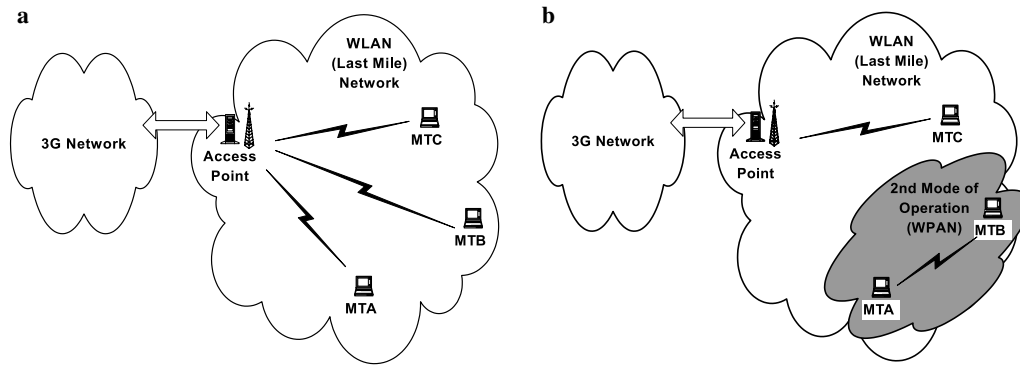 a
WLAN
(Last Mile)
Network
3G Network
Access
Point
MTC
MTB
MTA
b
WLAN
(Last Mile)
Network
3G Network
Access
Point
MTC
2nd Mode of
Operation
(WPAN)
MTB
MTA